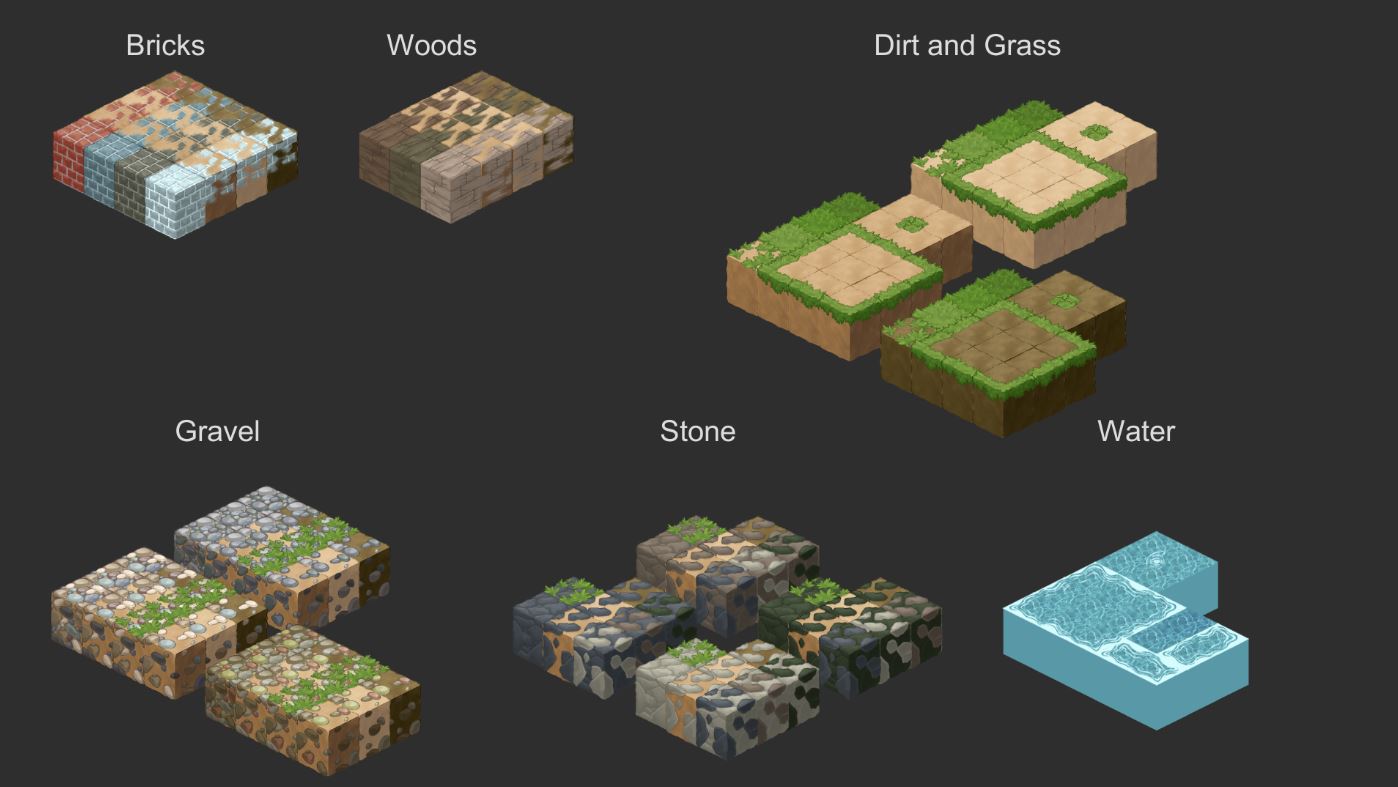 Bricks
Woods
Dirt and Grass
Gravel
Stone
Water